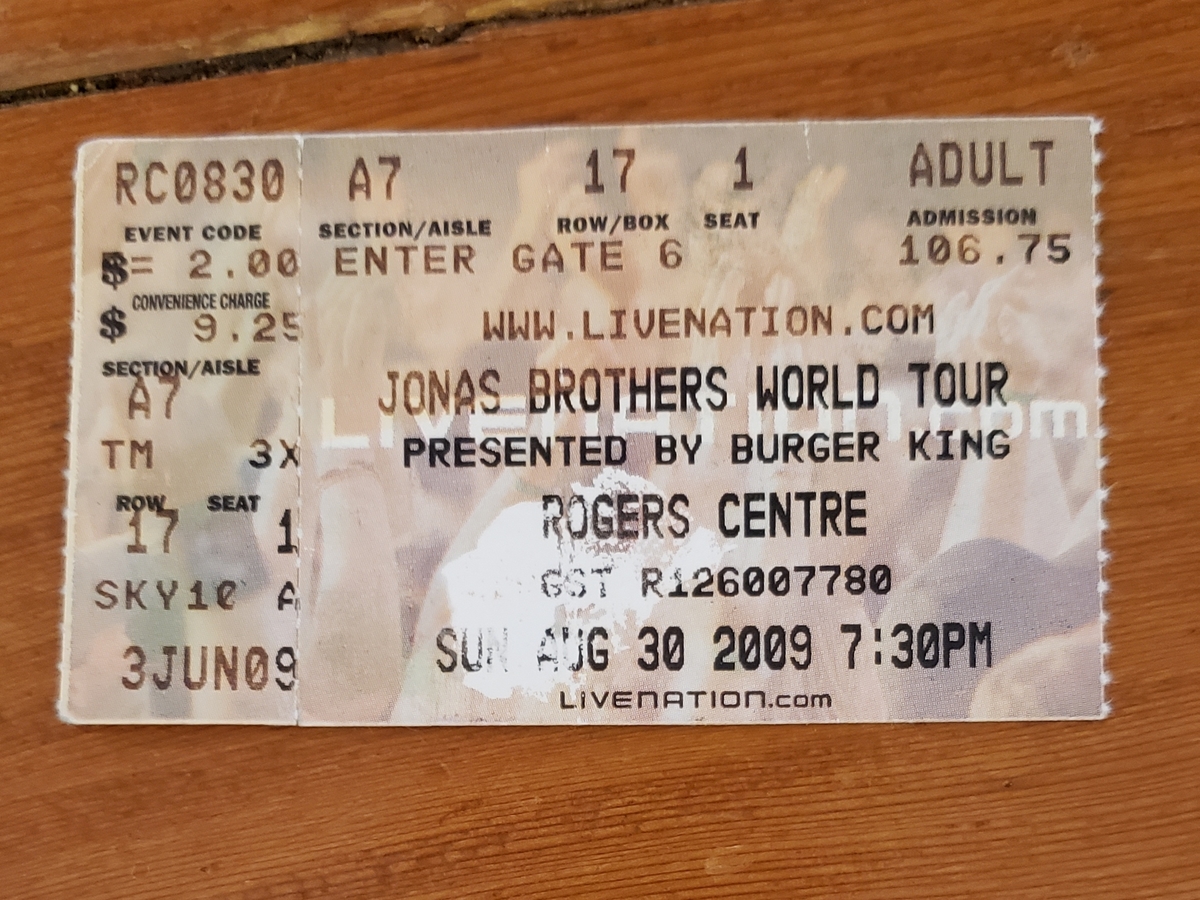 RC0830 A7 17 1 ADULT
EVENT CODE SECTION/AISLE ROW/BOX SEAT ADMISSION
$= 2.00 ENTER GATE 6 106.75
CONVENIENCE CHARGE
$ 9.25 WWW.LIVENATION.COM
SECTION/AISLE
A7 JONAS BROTHERS WORLD TOUR
LIVENATION.com
TM 3X PRESENTED BY BURGER KING
ROW SEAT
17 1 ROGERS CENTRE
SKY10 A GST R126007780
3JUN09 SUN AUG 30 2009 7:30PM
LIVENATION.com